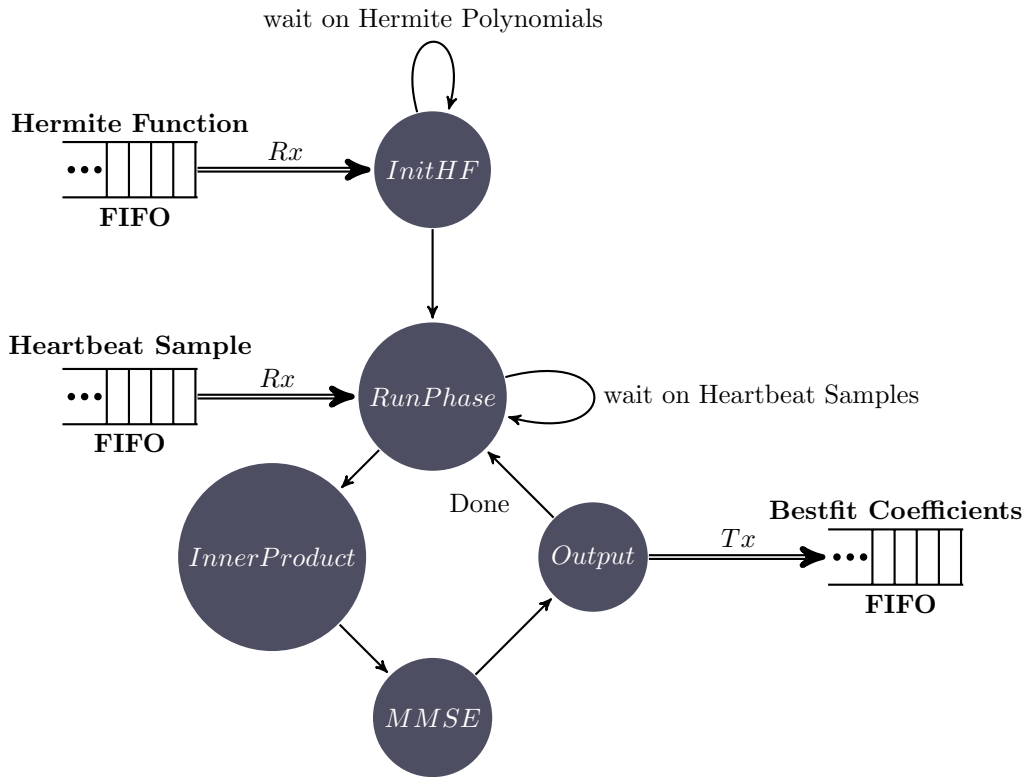 wait on Hermite Polynomials
Hermite Function
Rx
InitHF
FIFO
Heartbeat Sample
Rx
RunPhase
wait on Heartbeat Samples
FIFO
Done
Bestfit Coefficients
InnerProduct
Output
Tx
FIFO
MMSE